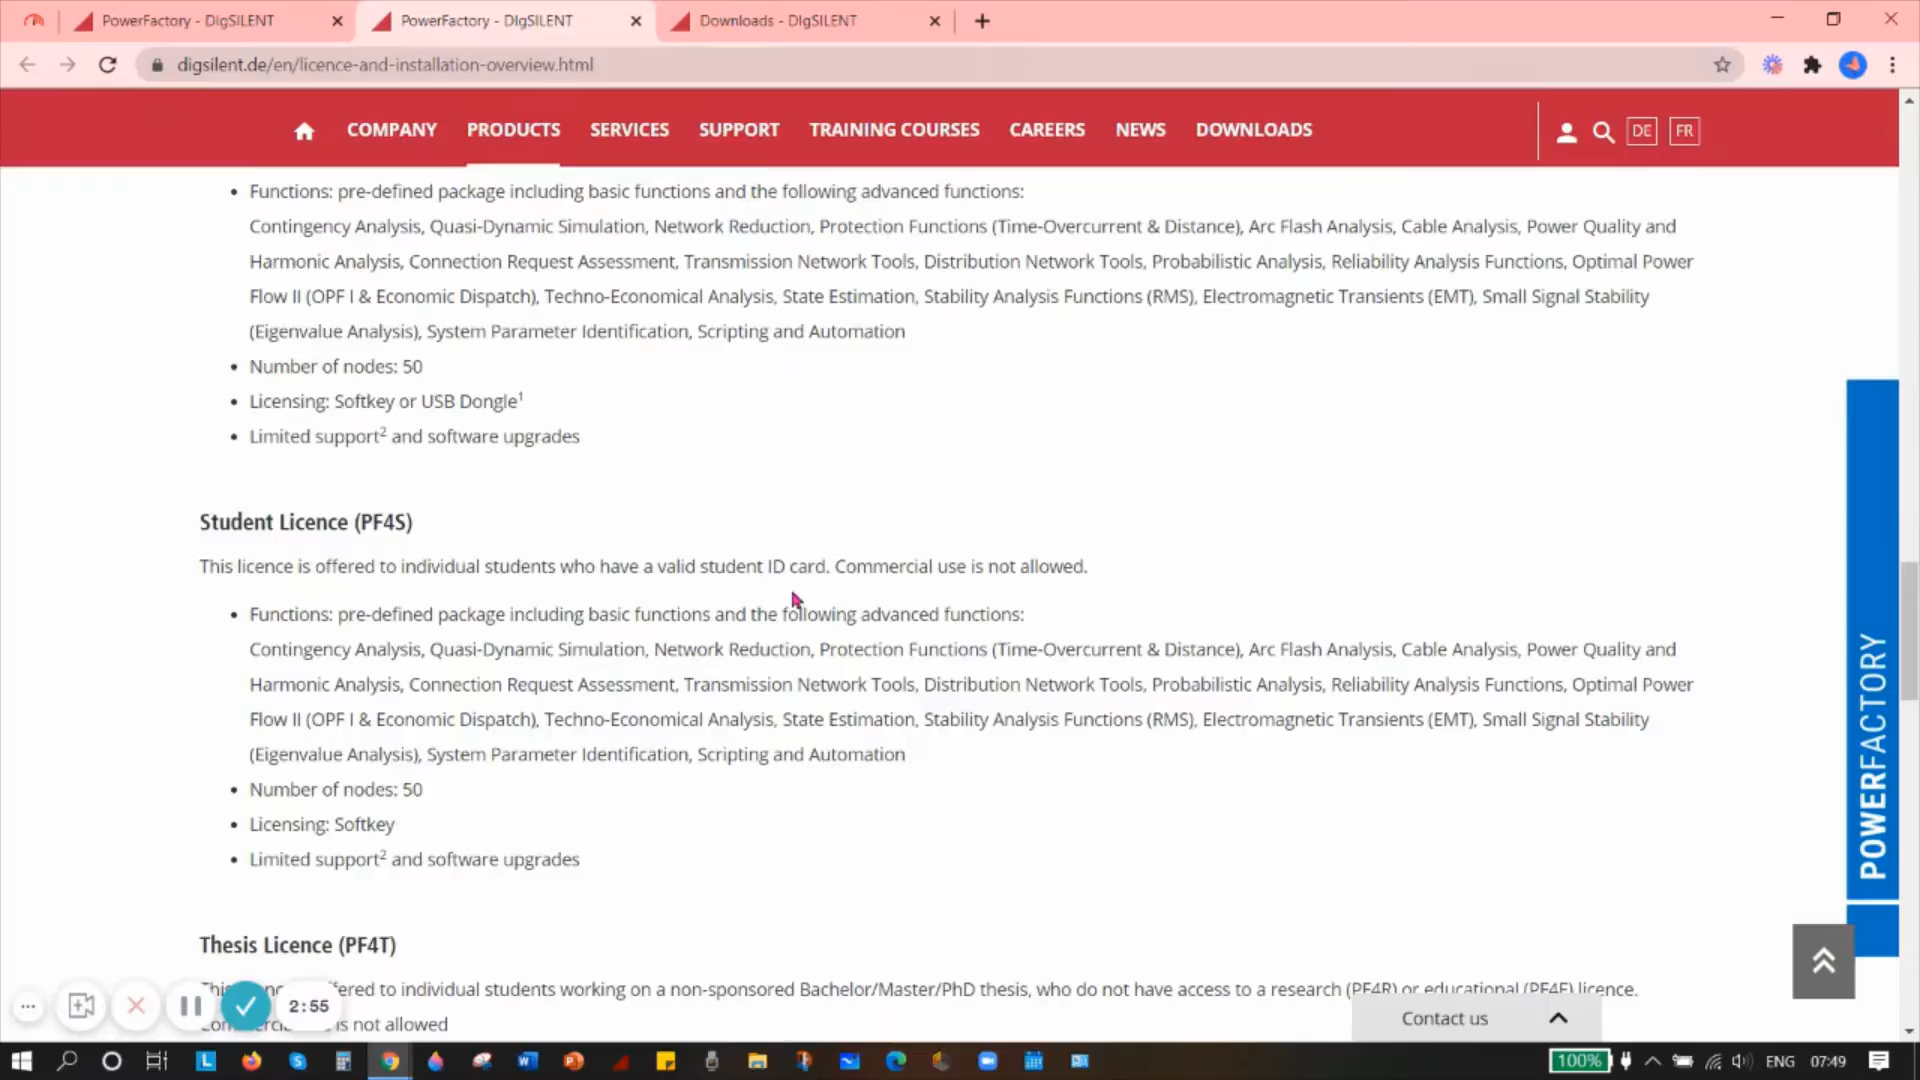 PowerFactory - DIgSILENT
PowerFactory - DIgSILENT
Downloads - DIgSILENT
digsilent.de/en/licence-and-installation-overview.html
COMPANY PRODUCTS SERVICES SUPPORT TRAINING COURSES CAREERS NEWS DOWNLOADS DE FR
• Functions: pre-defined package including basic functions and the following advanced functions:
Contingency Analysis, Quasi-Dynamic Simulation, Network Reduction, Protection Functions (Time-Overcurrent & Distance), Arc Flash Analysis, Cable Analysis, Power Quality and
Harmonic Analysis, Connection Request Assessment, Transmission Network Tools, Distribution Network Tools, Probabilistic Analysis, Reliability Analysis Functions, Optimal Power
Flow II (OPF I & Economic Dispatch), Techno-Economical Analysis, State Estimation, Stability Analysis Functions (RMS), Electromagnetic Transients (EMT), Small Signal Stability
(Eigenvalue Analysis), System Parameter Identification, Scripting and Automation
• Number of nodes: 50
• Licensing: Softkey or USB Dongle¹
• Limited support² and software upgrades
Student Licence (PF4S)
This licence is offered to individual students who have a valid student ID card. Commercial use is not allowed.
• Functions: pre-defined package including basic functions and the following advanced functions:
Contingency Analysis, Quasi-Dynamic Simulation, Network Reduction, Protection Functions (Time-Overcurrent & Distance), Arc Flash Analysis, Cable Analysis, Power Quality and
Harmonic Analysis, Connection Request Assessment, Transmission Network Tools, Distribution Network Tools, Probabilistic Analysis, Reliability Analysis Functions, Optimal Power
Flow II (OPF I & Economic Dispatch), Techno-Economical Analysis, State Estimation, Stability Analysis Functions (RMS), Electromagnetic Transients (EMT), Small Signal Stability
(Eigenvalue Analysis), System Parameter Identification, Scripting and Automation
• Number of nodes: 50
• Licensing: Softkey
• Limited support² and software upgrades
POWERFACTORY
Thesis Licence (PF4T)
to individual students working on a non-sponsored Bachelor/Master/PhD thesis, who do not have access to a research (PF4R) or educational (PF4E) licence.
is not allowed
2:55
Contact us
100% ENG 07:49